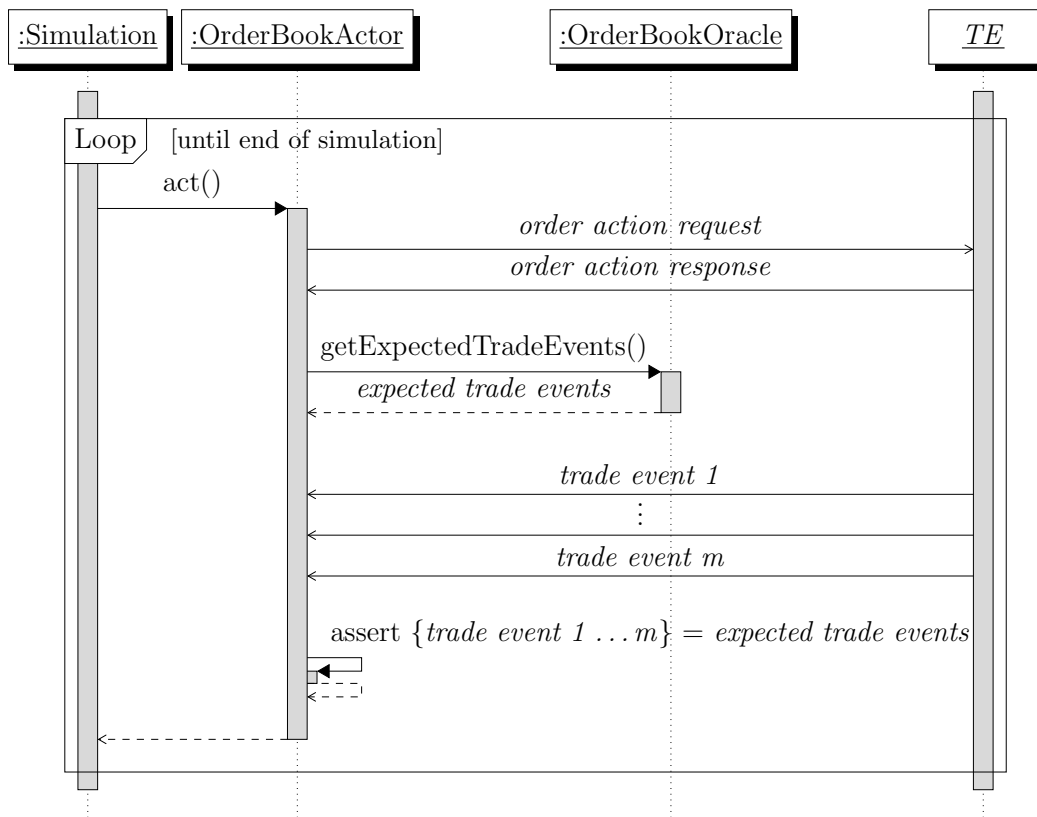 :Simulation :OrderBookActor :OrderBookOracle TE
Loop [until end of simulation]
act()
order action request
order action response
getExpectedTradeEvents()
expected trade events
trade event 1
⋮
trade event m
assert {trade event 1 ... m} = expected trade events